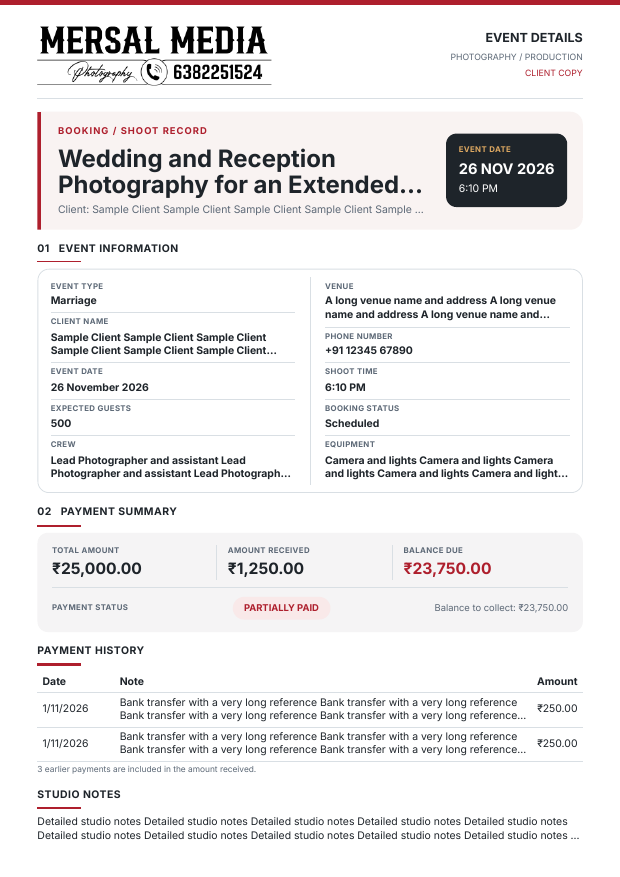 MERSAL MEDIA
Photography 6382251524
EVENT DETAILS
PHOTOGRAPHY / PRODUCTION
CLIENT COPY
BOOKING / SHOOT RECORD
Wedding and Reception
Photography for an Extended...
Client: Sample Client Sample Client Sample Client Sample Client Sample ...
EVENT DATE
26 NOV 2026
6:10 PM
01 EVENT INFORMATION
EVENT TYPE
Marriage
CLIENT NAME
Sample Client Sample Client Sample Client
Sample Client Sample Client Sample Client...
EVENT DATE
26 November 2026
EXPECTED GUESTS
500
CREW
Lead Photographer and assistant Lead
Photographer and assistant Lead Photograph...
VENUE
A long venue name and address A long venue
name and address A long venue name and...
PHONE NUMBER
+91 12345 67890
SHOOT TIME
6:10 PM
BOOKING STATUS
Scheduled
EQUIPMENT
Camera and lights Camera and lights Camera
and lights Camera and lights Camera and light...
02 PAYMENT SUMMARY
TOTAL AMOUNT
₹25,000.00
AMOUNT RECEIVED
₹1,250.00
BALANCE DUE
₹23,750.00
PAYMENT STATUS PARTIALLY PAID Balance to collect: ₹23,750.00
PAYMENT HISTORY
Date Note Amount
1/11/2026 Bank transfer with a very long reference Bank transfer with a very long reference
Bank transfer with a very long reference Bank transfer with a very long reference... ₹250.00
1/11/2026 Bank transfer with a very long reference Bank transfer with a very long reference
Bank transfer with a very long reference Bank transfer with a very long reference... ₹250.00
3 earlier payments are included in the amount received.
STUDIO NOTES
Detailed studio notes Detailed studio notes Detailed studio notes Detailed studio notes Detailed studio notes
Detailed studio notes Detailed studio notes Detailed studio notes Detailed studio notes Detailed studio notes ...